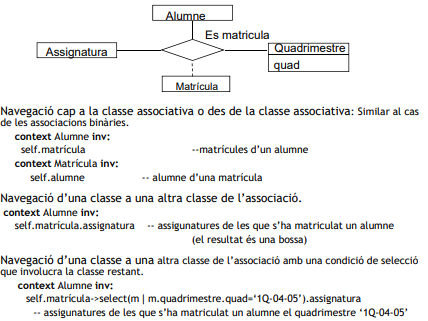 Alumne
Es matricula
Assignatura
Quadrimestre
quad
Matrícula
Navegació cap a la classe associativa o des de la classe associativa: Similar al cas
de les associacions binàries.
context Alumne inv:
self.matrícula --matrícules d'un alumne
context Matrícula inv:
self.alumne -- alumne d'una matrícula
Navegació d'una classe a una altra classe de l'associació.
context Alumne inv:
self.matrícula.assignatura -- assignatures de les que s'ha matriculat un alumne
(el resultat és una bossa)
Navegació d'una classe a una altra classe de l'associació amb una condició de selecció
que involucra la classe restant.
context Alumne inv:
self.matrícula->select(m | m.quadrimestre.quad='1Q-04-05').assignatura
-- assignatures de les que s'ha matriculat un alumne el quadrimestre '1Q-04-05'